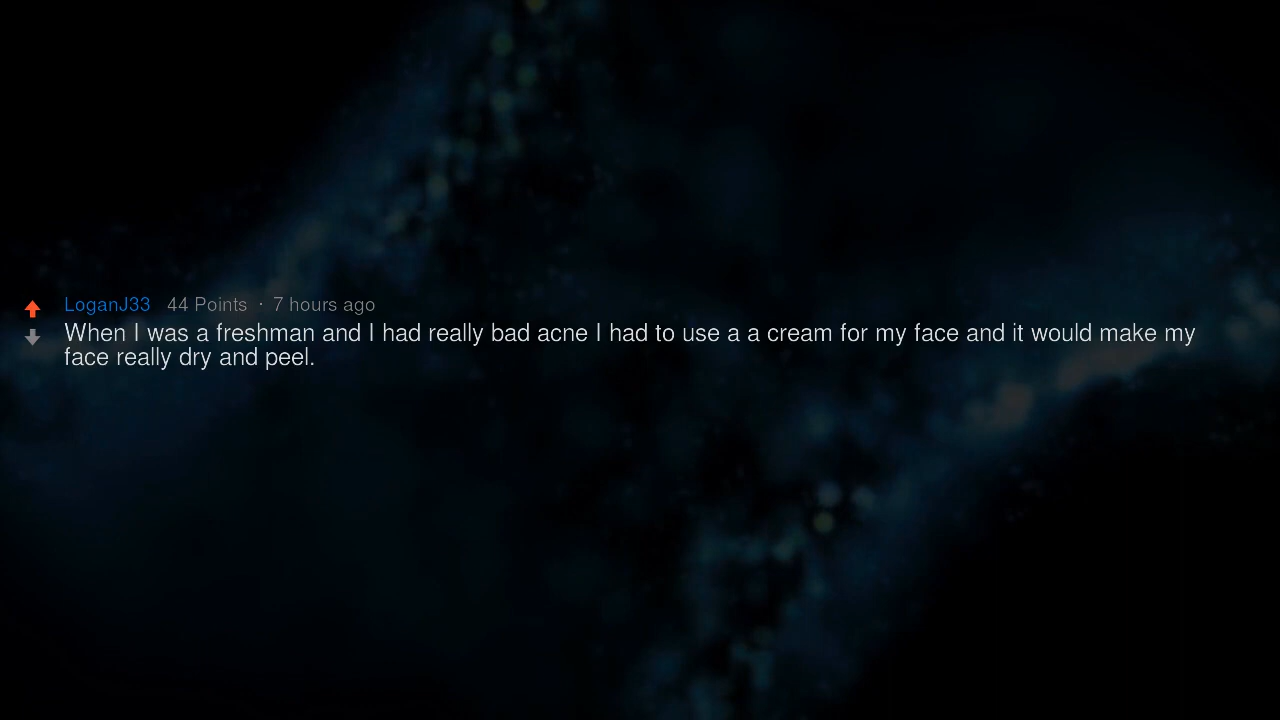 LoganJ33 44 Points · 7 hours ago
When I was a freshman and I had really bad acne I had to use a a cream for my face and it would make my
face really dry and peel.